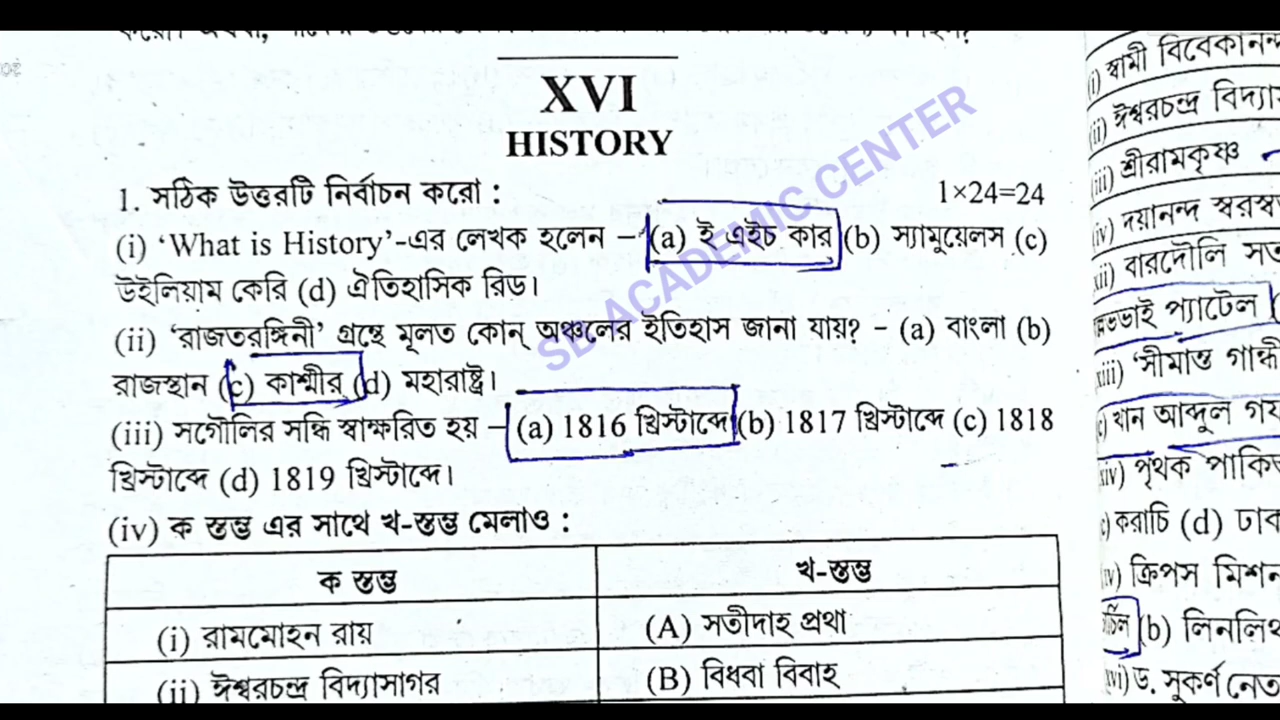 XVI
HISTORY
1. সঠিক উত্তরটি নির্বাচন করো : 1×24=24
(i) ‘What is History’-এর লেখক হলেন – (a) ই এইচ কার (b) স্যামুয়েলস (c)
উইলিয়াম কেরি (d) ঐতিহাসিক রিড।
(ii) ‘রাজতরঙ্গিনী’ গ্রন্থে মূলত কোন্ অঞ্চলের ইতিহাস জানা যায়? – (a) বাংলা (b)
রাজস্থান (c) কাশ্মীর (d) মহারাষ্ট্র।
(iii) সগৌলির সন্ধি স্বাক্ষরিত হয় – (a) 1816 খ্রিস্টাব্দে (b) 1817 খ্রিস্টাব্দে (c) 1818
খ্রিস্টাব্দে (d) 1819 খ্রিস্টাব্দে।
(iv) ক স্তম্ভ এর সাথে খ-স্তম্ভ মেলাও :
ক স্তম্ভ খ-স্তম্ভ
(i) রামমোহন রায় (A) সতীদাহ প্রথা
(ii) ঈশ্বরচন্দ্র বিদ্যাসাগর (B) বিধবা বিবাহ
SB ACADEMIC CENTER
(i) স্বামী বিবেকানন্দ
(ii) ঈশ্বরচন্দ্র
(iii) শ্রীরামকৃষ্ণ
(iv) দয়ানন্দ
xii) বারদৌলি
প্যাটেল
xiii) ‘সীমান্ত গান্ধী
খান আব্দুল
xiv) পৃথক
করাচি (d)
ক্রিপস মিশন
(b)
xvi) ড. সুকর্ণ